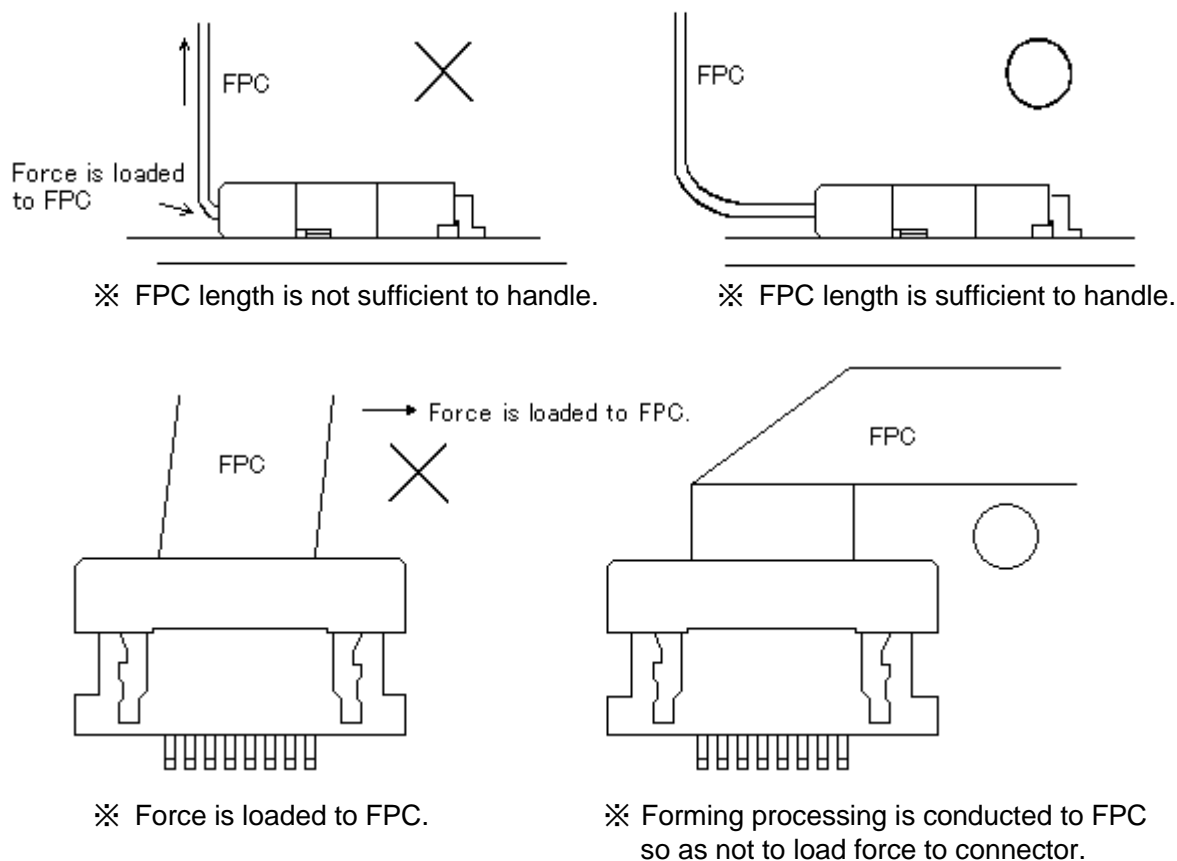 FPC
FPC
Force is loaded
to FPC
※ FPC length is not sufficient to handle.
※ FPC length is sufficient to handle.
Force is loaded to FPC.
FPC
FPC
※ Force is loaded to FPC.
※ Forming processing is conducted to FPC
so as not to load force to connector.